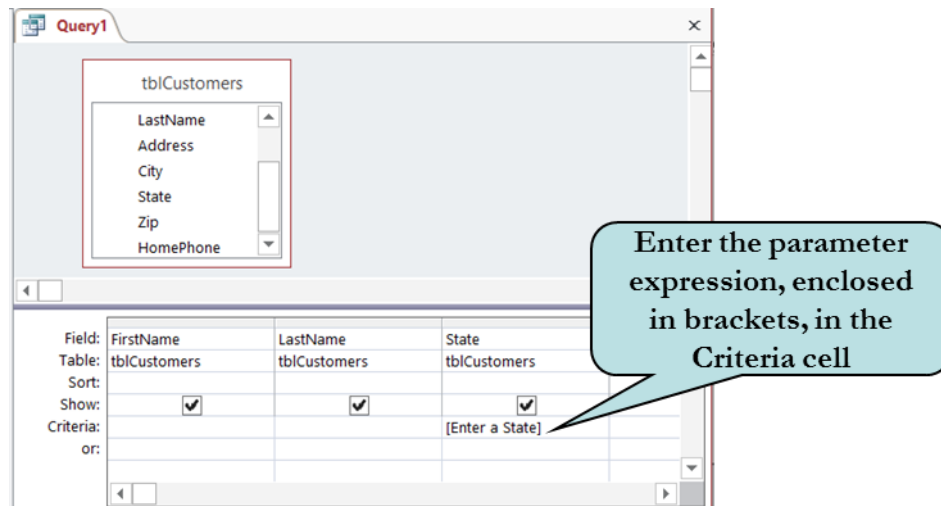 Query1
tblCustomers
LastName
Address
City
State
Zip
HomePhone
Enter the parameter
expression, enclosed
in brackets, in the
Criteria cell
Field: FirstName LastName State
Table: tblCustomers tblCustomers tblCustomers
Sort:
Show:
Criteria: [Enter a State]
or: